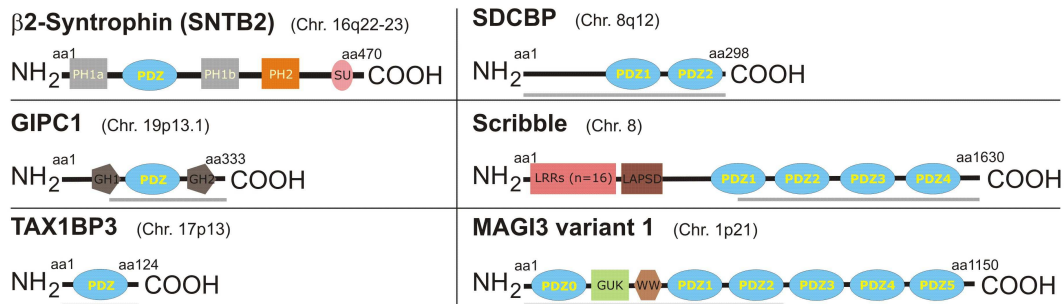 β2-Syntrophin (SNTB2) (Chr. 16q22-23)
aa1 aa470
NH2 PH1a PDZ PH1b PH2 SU COOH
SDCBP (Chr. 8q12)
aa1 aa298
NH2 PDZ1 PDZ2 COOH
GIPC1 (Chr. 19p13.1)
aa1 aa333
NH2 GH1 PDZ GH2 COOH
Scribble (Chr. 8)
aa1 aa1630
NH2 LRRs (n=16) LAPSD PDZ1 PDZ2 PDZ3 PDZ4 COOH
TAX1BP3 (Chr. 17p13)
aa1 aa124
NH2 PDZ COOH
MAGI3 variant 1 (Chr. 1p21)
aa1 aa1150
NH2 PDZ0 GUK WW PDZ1 PDZ2 PDZ3 PDZ4 PDZ5 COOH